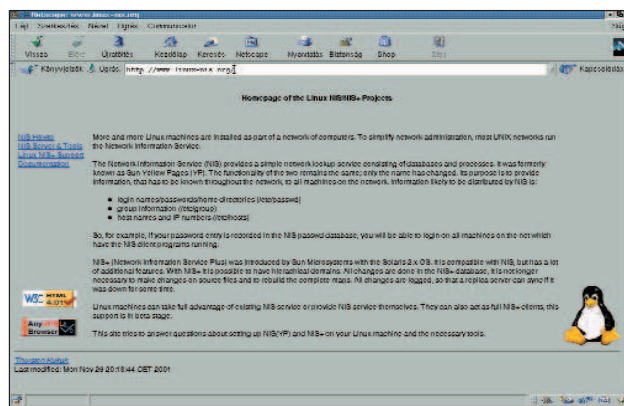 Netscape: www.linux-nis.org
Fájl Szerkesztés Nézet Ugrás Communicator
Vissza Előre Újratöltés Kezdőlap Keresés Netscape Nyomtatás Biztonság Shop Stop
Könyvjelzők Ugrás: http://www.linux-nis.org/ Kapcsolódás
Homepage of the Linux NIS/NIS+ Projects
NIS Howto
NIS Server & Tools
Linux NIS+ Support
Documentation
More and more Linux machines are installed as part of a network of computers. To simplify network administration, most UNIX networks run
the Network Information Service.
The Network Information Service (NIS) provides a simple network lookup service consisting of databases and processes. It was formerly
known as Sun Yellow Pages (YP). The functionality of the two remains the same; only the name has changed. Its purpose is to provide
information, that has to be known throughout the network, to all machines on the network. Information likely to be distributed by NIS is:
login names/passwords/home directories (/etc/passwd)
group information (/etc/group)
host names and IP numbers (/etc/hosts)
So, for example, if your password entry is recorded in the NIS passwd database, you will be able to login on all machines on the net which
have the NIS client programs running.
NIS+ (Network Information Service Plus) was introduced by Sun Microsystems with the Solaris 2.x OS. It is compatible with NIS, but has a lot
of additional features. With NIS+ it is possible to have hierarchical domains. All changes are done in the NIS+ database, it is not longer
necessary to make changes on source files and to rebuild the complete maps. All changes are logged, so that a replica server can sync if it
was down for some time.
W3C HTML 4.01
Linux machines can take full advantage of existing NIS service or provide NIS service themselves. They can also act as full NIS+ clients, this
support is in beta stage.
Any Browser
This site tries to answer questions about setting up NIS(YP) and NIS+ on your Linux machine and the necessary tools.
Thorsten Kukuk
Last modified: Mon Nov 26 20:13:44 CET 2001